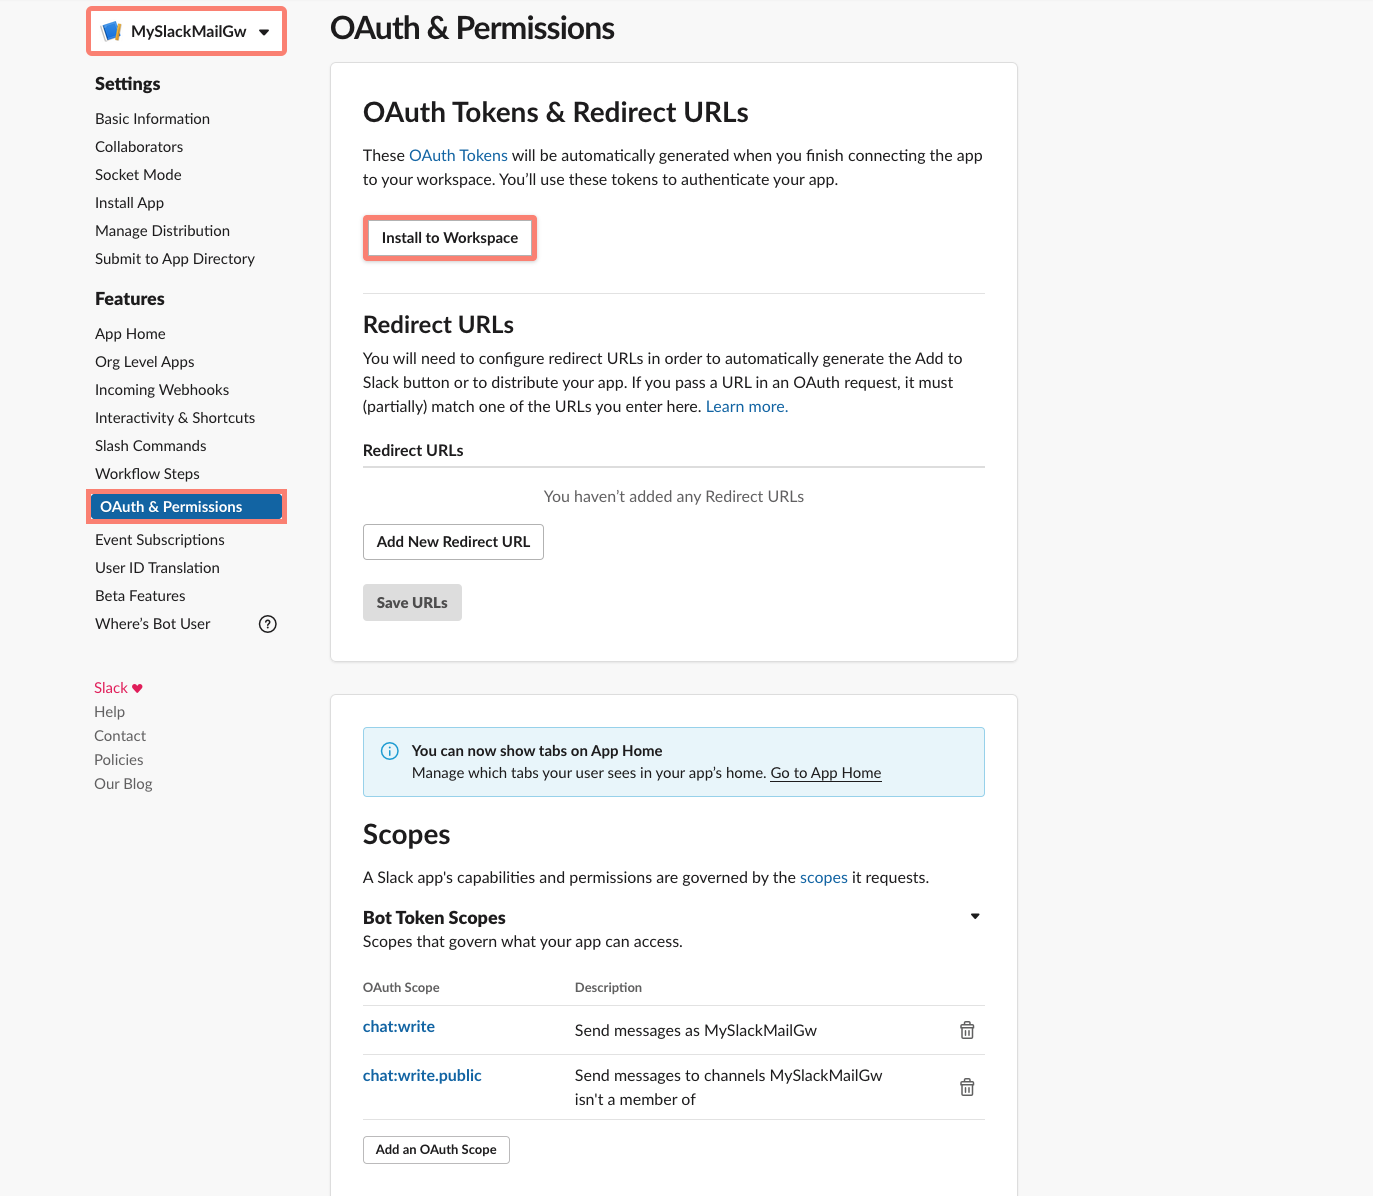 MySlackMailGw
Settings
Basic Information
Collaborators
Socket Mode
Install App
Manage Distribution
Submit to App Directory
Features
App Home
Org Level Apps
Incoming Webhooks
Interactivity & Shortcuts
Slash Commands
Workflow Steps
OAuth & Permissions
Event Subscriptions
User ID Translation
Beta Features
Where’s Bot User
?
Slack ♥
Help
Contact
Policies
Our Blog
OAuth & Permissions
OAuth Tokens & Redirect URLs
These OAuth Tokens will be automatically generated when you finish connecting the app
to your workspace. You’ll use these tokens to authenticate your app.
Install to Workspace
Redirect URLs
You will need to configure redirect URLs in order to automatically generate the Add to
Slack button or to distribute your app. If you pass a URL in an OAuth request, it must
(partially) match one of the URLs you enter here. Learn more.
Redirect URLs
You haven’t added any Redirect URLs
Add New Redirect URL
Save URLs
You can now show tabs on App Home
Manage which tabs your user sees in your app’s home. Go to App Home
Scopes
A Slack app's capabilities and permissions are governed by the scopes it requests.
Bot Token Scopes
Scopes that govern what your app can access.
OAuth Scope Description
chat:write Send messages as MySlackMailGw
chat:write.public Send messages to channels MySlackMailGw
isn't a member of
Add an OAuth Scope